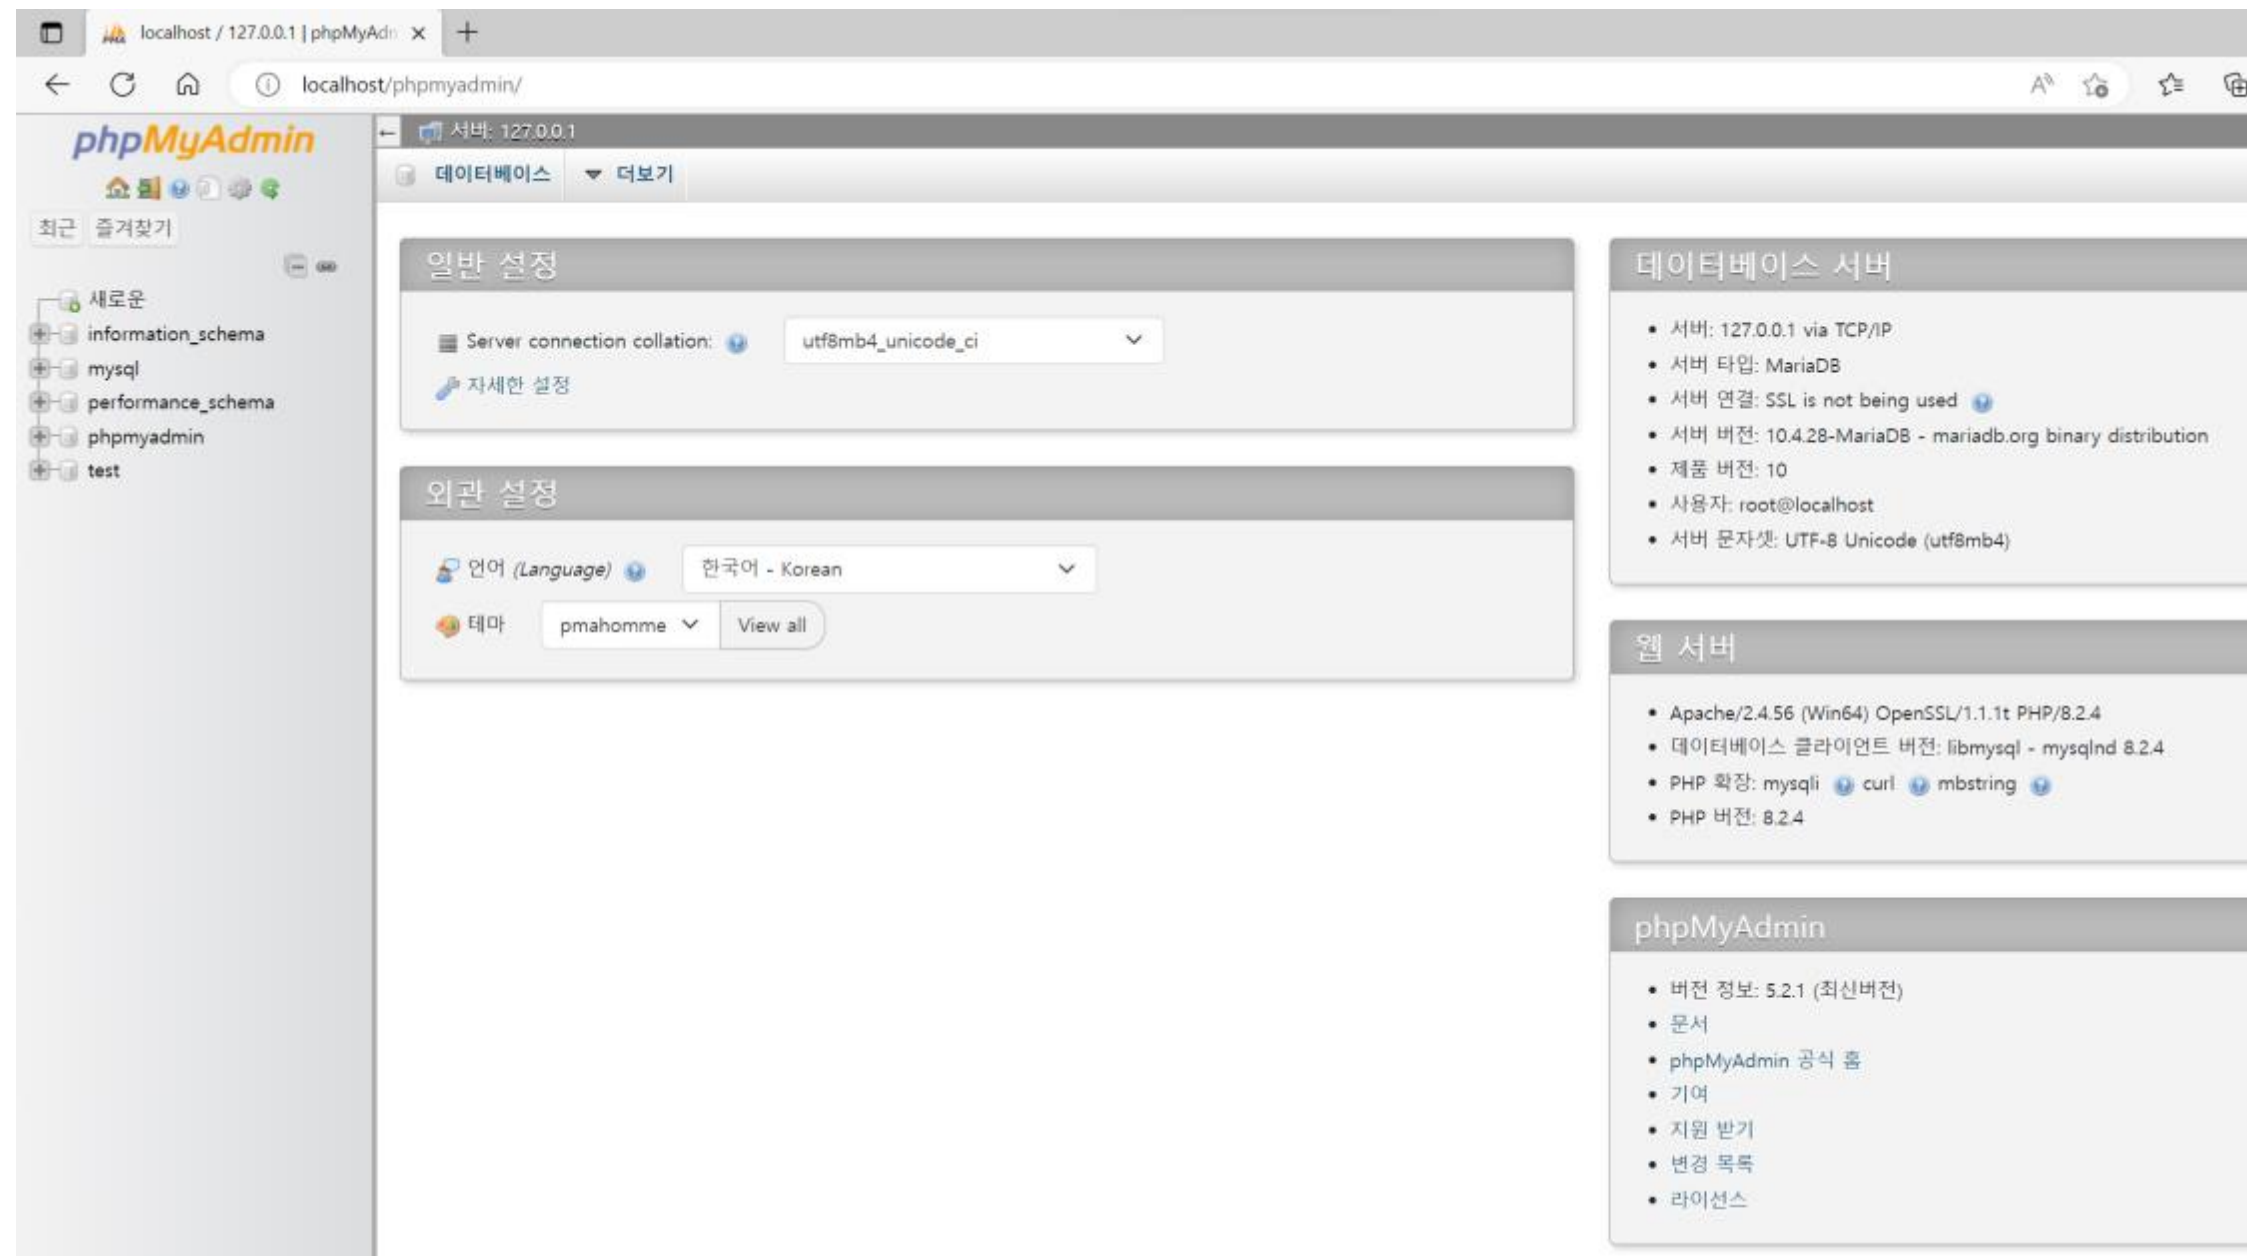 localhost / 127.0.0.1 | phpMyAdn
localhost/phpmyadmin/
phpMyAdmin
최근 즐겨찾기
새로운
information_schema
mysql
performance_schema
phpmyadmin
test
서버: 127.0.0.1
데이터베이스 더보기
일반 설정
Server connection collation: utf8mb4_unicode_ci
자세한 설정
외관 설정
언어 (Language) 한국어 - Korean
테마 pmahomme View all
데이터베이스 서버
• 서버: 127.0.0.1 via TCP/IP
• 서버 타입: MariaDB
• 서버 연결: SSL is not being used
• 서버 버전: 10.4.28-MariaDB - mariadb.org binary distribution
• 제품 버전: 10
• 사용자: root@localhost
• 서버 문자셋: UTF-8 Unicode (utf8mb4)
웹 서버
• Apache/2.4.56 (Win64) OpenSSL/1.1.1t PHP/8.2.4
• 데이터베이스 클라이언트 버전: libmysql - mysqlnd 8.2.4
• PHP 확장: mysqli curl mbstring
• PHP 버전: 8.2.4
phpMyAdmin
• 버전 정보: 5.2.1 (최신버전)
• 문서
• phpMyAdmin 공식 홈
• 기여
• 지원 받기
• 변경 목록
• 라이선스